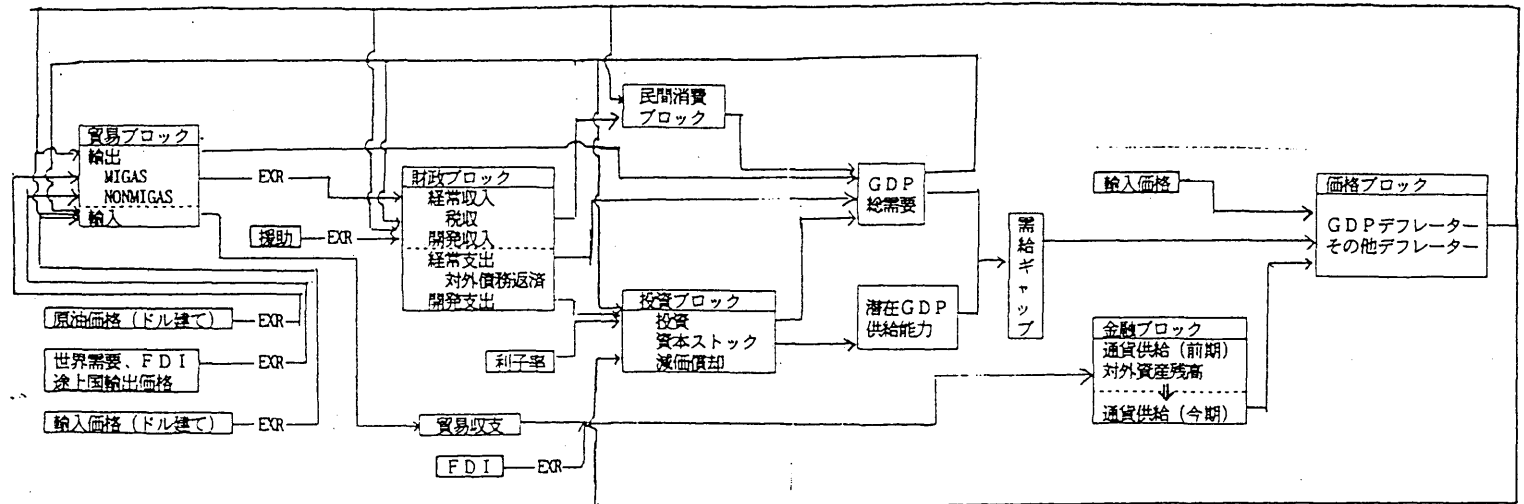 貿易ブロック
輸出
MIGAS
NONMIGAS
輸入
EXR
援助
EXR
原油価格（ドル建て）
EXR
世界需要、ＦＤＩ
途上国輸出価格
EXR
輸入価格（ドル建て）
EXR
財政ブロック
経常収入
税収
開発収入
経常支出
対外債務返済
開発支出
利子率
貿易収支
ＦＤＩ
EXR
民間消費
ブロック
投資ブロック
投資
資本ストック
減価償却
ＧＤＰ
総需要
潜在ＧＤＰ
供給能力
需給ギャップ
輸入価格
金融ブロック
通貨供給（前期）
対外資産残高
通貨供給（今期）
価格ブロック
ＧＤＰデフレーター
その他デフレーター